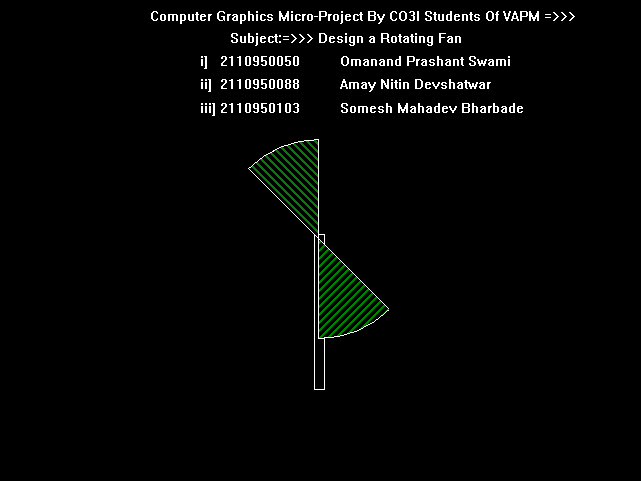 Computer Graphics Micro-Project By CO3I Students Of VAPM =>>>
Subject:=>>> Design a Rotating Fan
i] 2110950050 Omanand Prashant Swami
ii] 2110950088 Amay Nitin Devshatwar
iii] 2110950103 Somesh Mahadev Bharbade